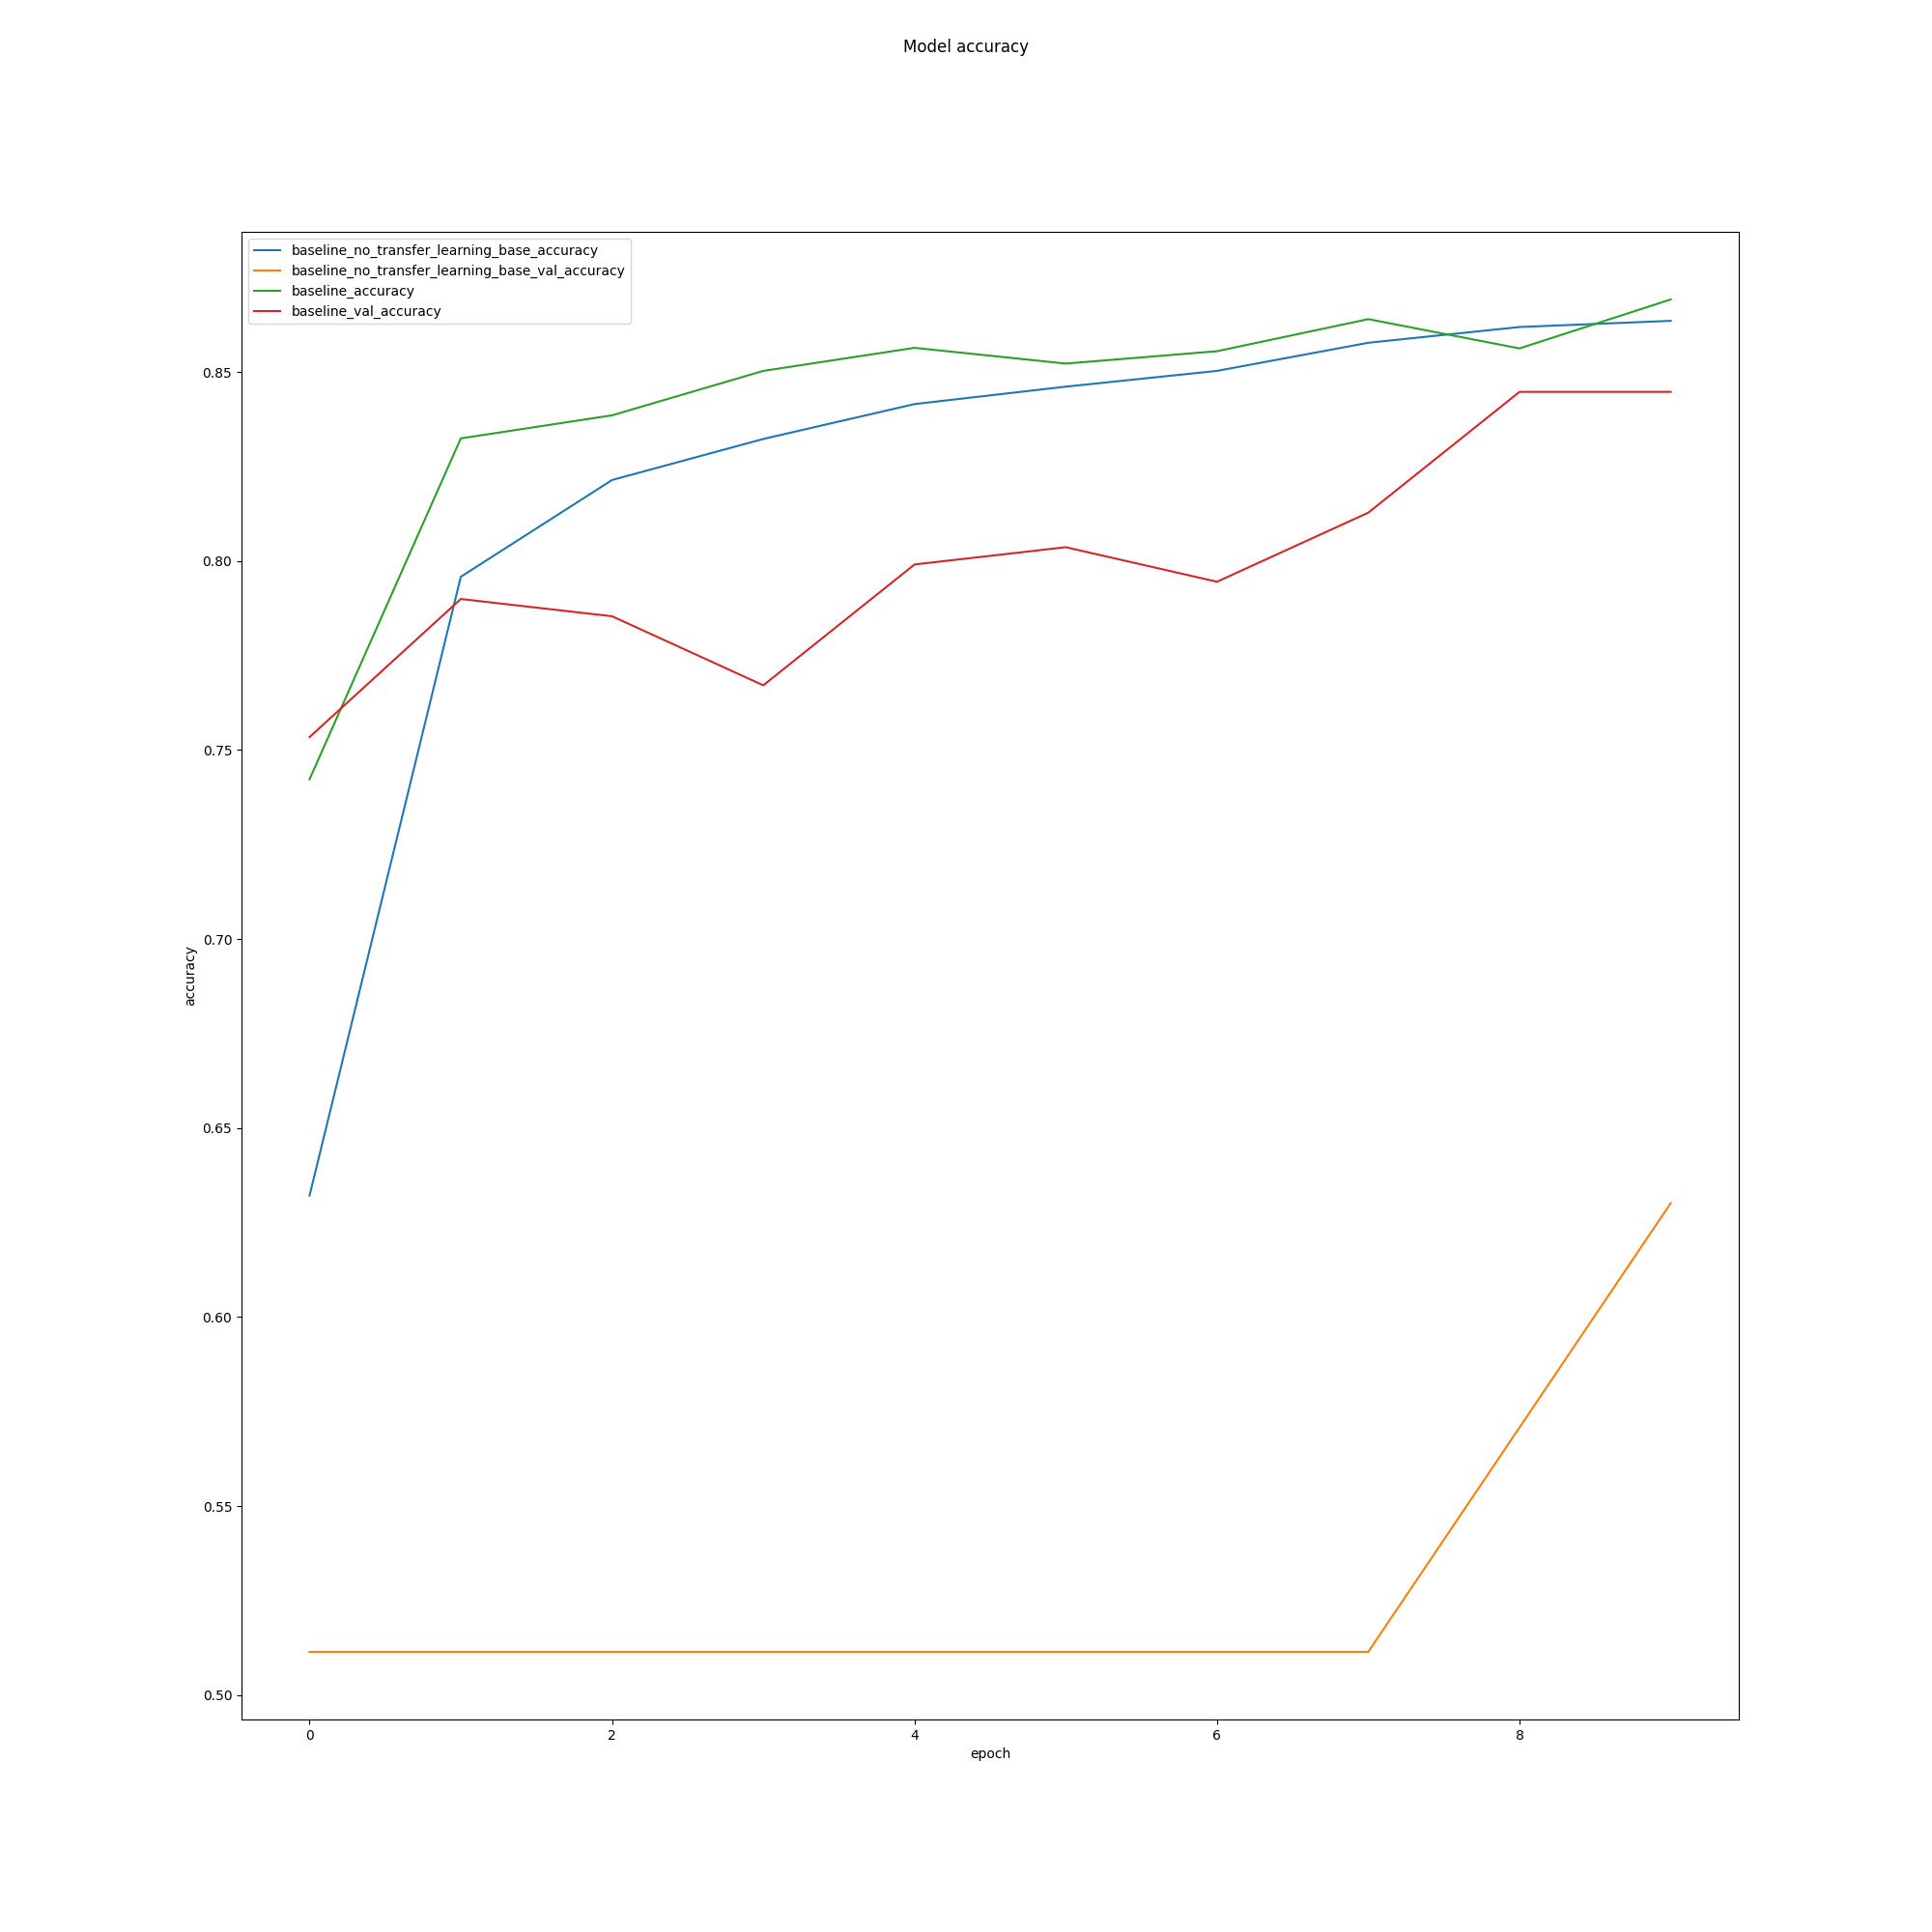 Model accuracy
baseline_no_transfer_learning_base_accuracy
baseline_no_transfer_learning_base_val_accuracy
baseline_accuracy
baseline_val_accuracy
0.85
0.80
0.75
0.70
0.65
0.60
0.55
0.50
accuracy
0 2 4 6 8
epoch